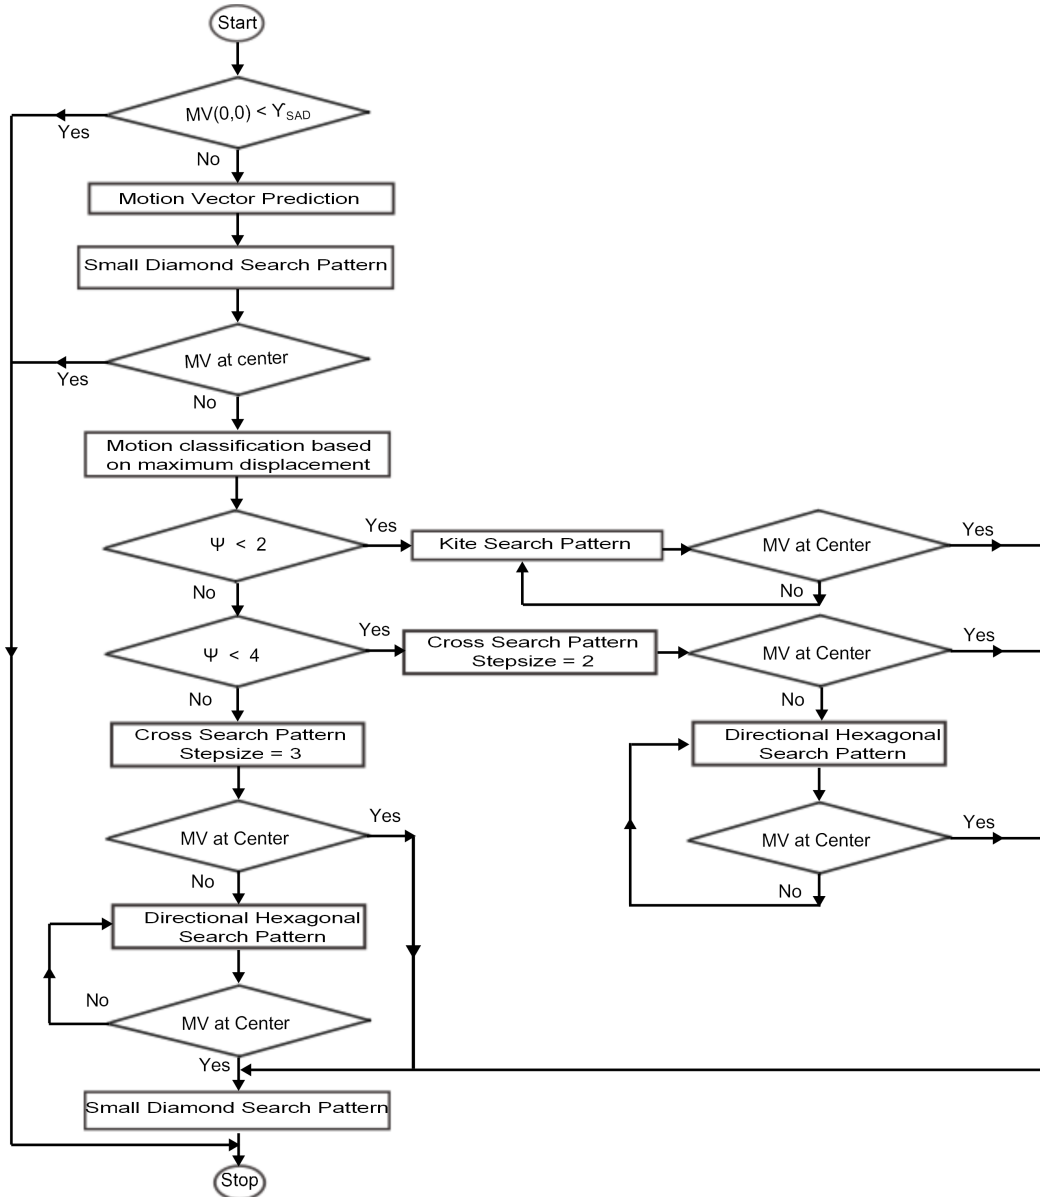 Start
MV(0,0) < ϒSAD
Yes
No
Motion Vector Prediction
Small Diamond Search Pattern
MV at center
Yes
No
Motion classification based
on maximum displacement
Ψ < 2
Yes
Kite Search Pattern
MV at Center
Yes
No
No
Ψ < 4
Yes
Cross Search Pattern
Stepsize = 2
MV at Center
Yes
No
No
Directional Hexagonal
Search Pattern
MV at Center
Yes
No
Cross Search Pattern
Stepsize = 3
MV at Center
Yes
No
Directional Hexagonal
Search Pattern
No
MV at Center
Yes
Small Diamond Search Pattern
Stop